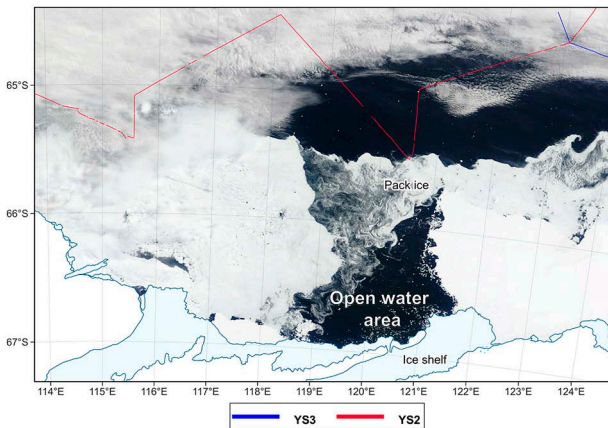 65°S
Pack ice
66°S
Open water
area
67°S
Ice shelf
114°E 115°E 116°E 117°E 118°E 119°E 120°E 121°E 122°E 123°E 124°E
YS3 YS2